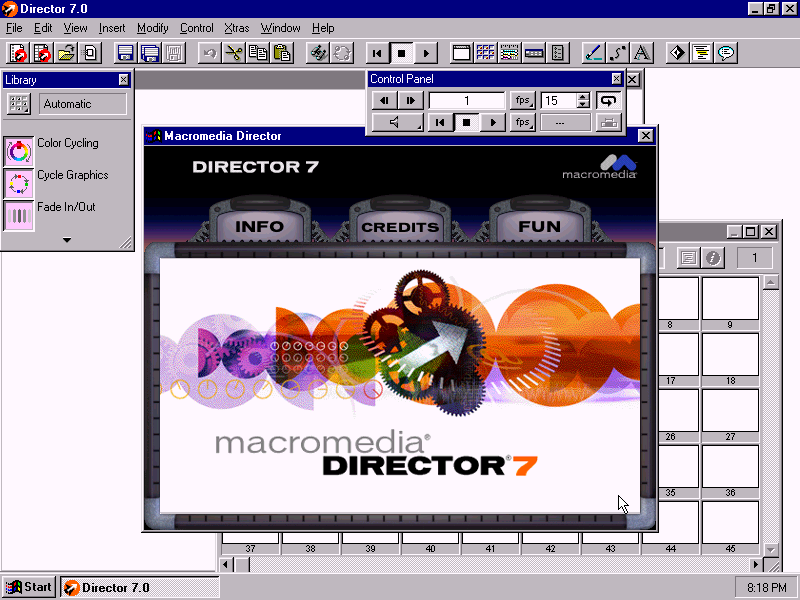 Director 7.0
File Edit View Insert Modify Control Xtras Window Help
Library
Automatic
Color Cycling
Cycle Graphics
Fade In/Out
Control Panel
1 fps 15
fps ---
Macromedia Director
DIRECTOR 7
macromedia
INFO CREDITS FUN
macromedia®
DIRECTOR®7
1
8 9
17 18
26 27
35 36
37 38 39 40 41 42 43 44 45
Start Director 7.0 8:18 PM